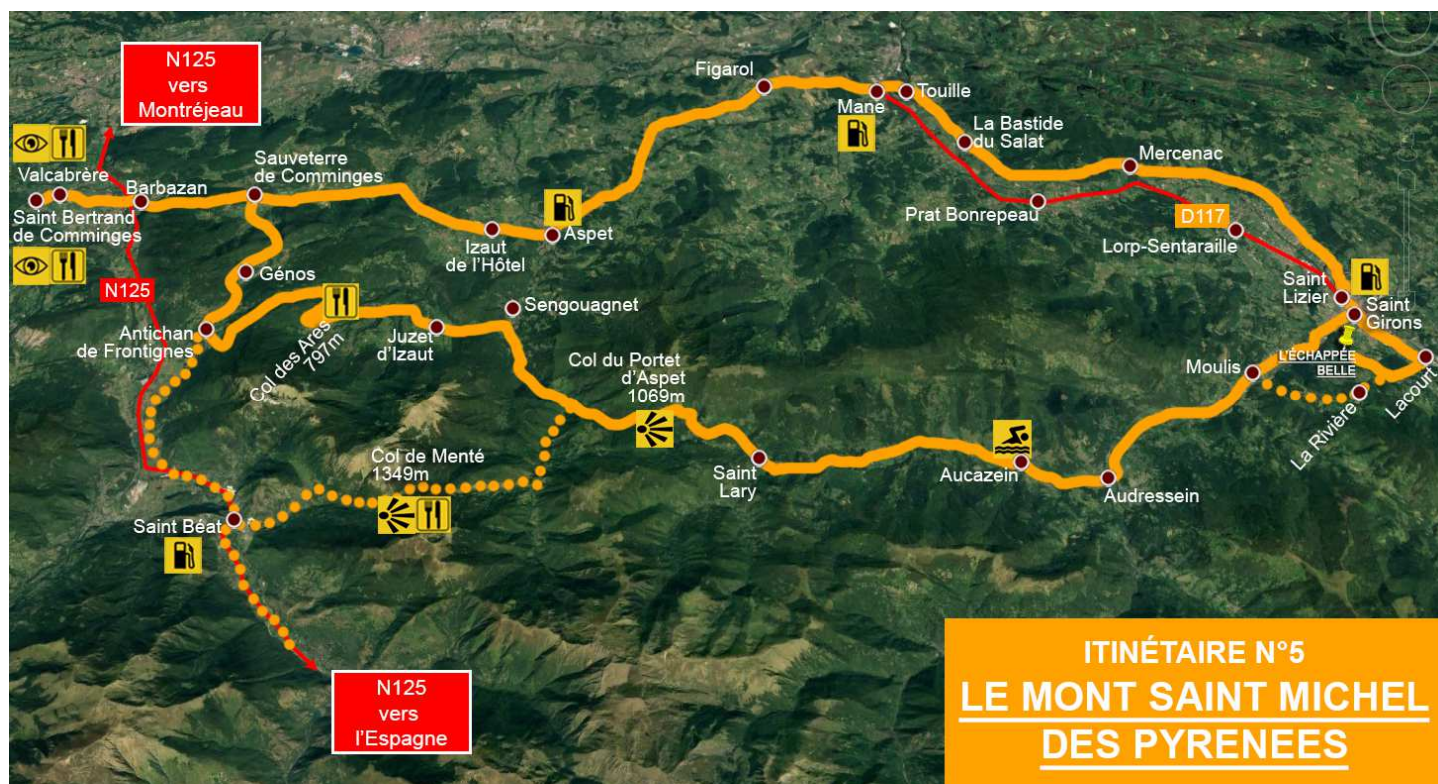 N125
vers
Montréjeau
Figarol
Mane
Touille
La Bastide
du Salat
Mercenac
Valcabrère
Saint Bertrand
de Comminges
Barbazan
Sauveterre
de Comminges
Izaut
de l'Hôtel
Aspet
Prat Bonrepeau
D117
Lorp-Sentaraille
Saint
Lizier
Saint
Girons
N125
Génos
Antichan
de Frontignes
Col des Ares
797m
Juzet
d'Izaut
Sengouagnet
Col du Portet
d'Aspet
1069m
Moulis
L'ÉCHAPPÉE
BELLE
La Rivière
Lacourt
Col de Menté
1349m
Saint
Lary
Aucazein
Audressein
Saint Béat
N125
vers
l'Espagne
ITINÉTAIRE N°5
LE MONT SAINT MICHEL
DES PYRENEES